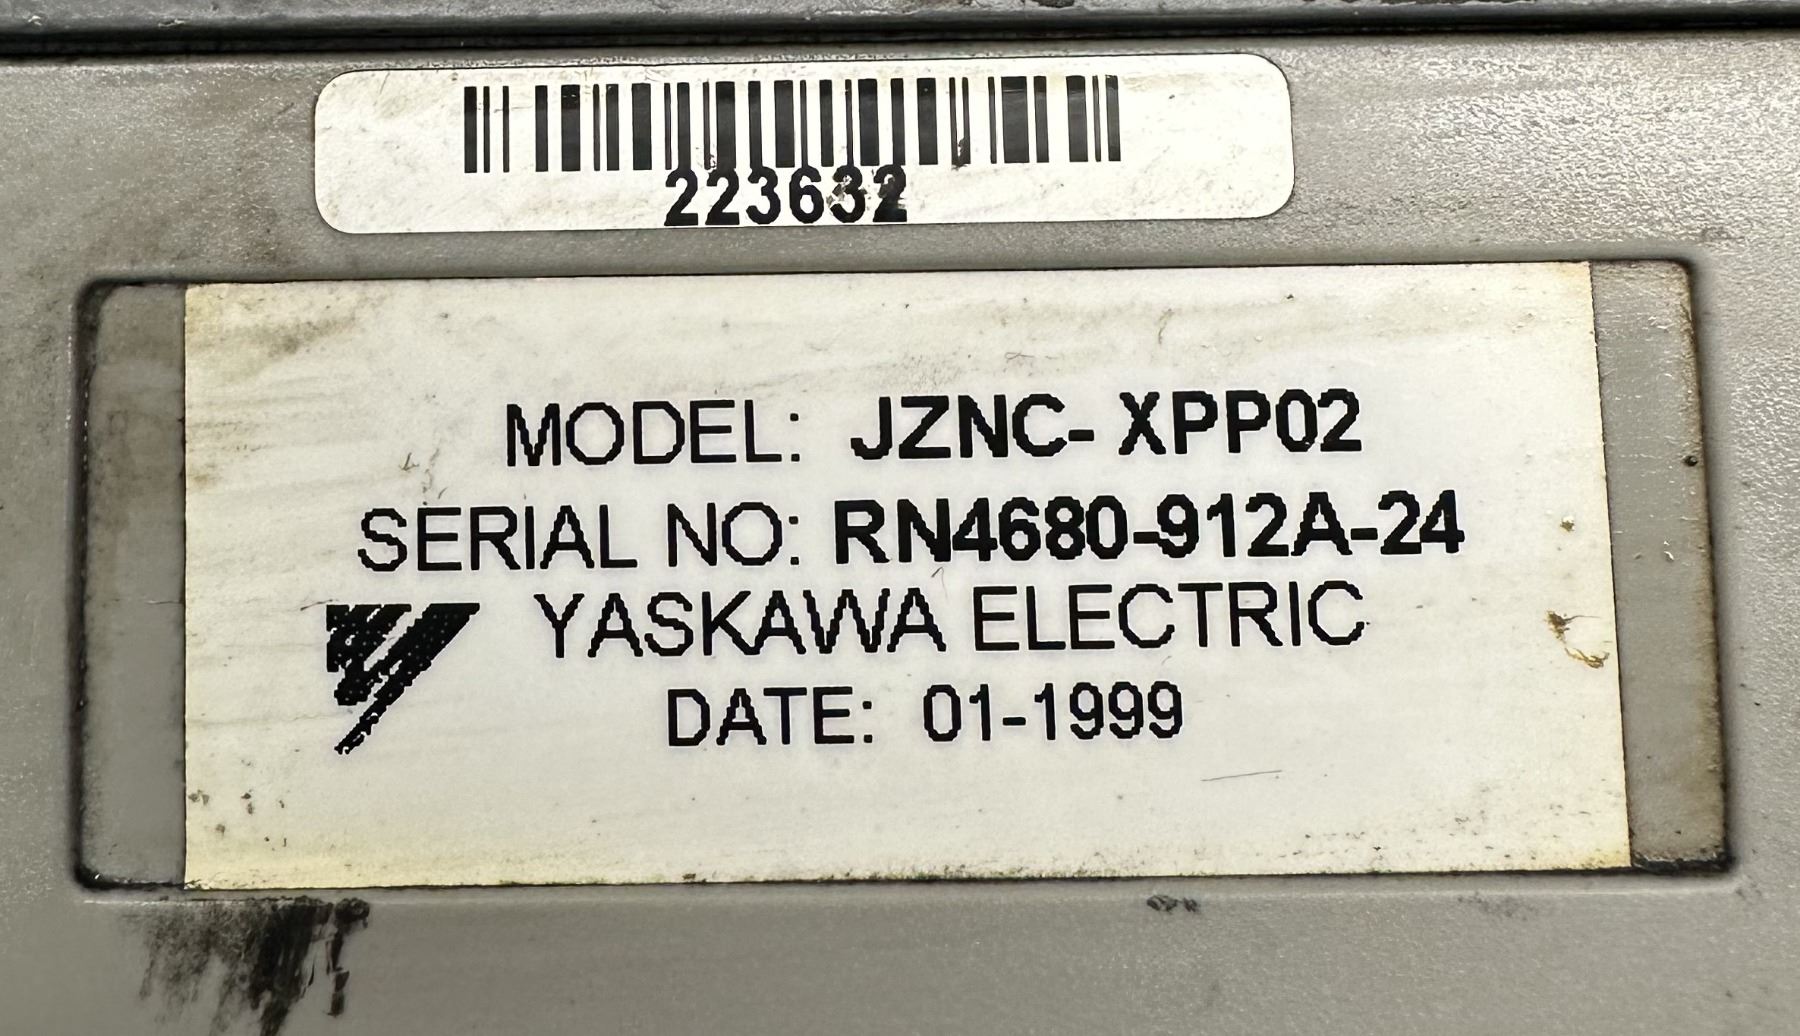 223632
MODEL: JZNC- XPP02
SERIAL NO: RN4680-912A-24
YASKAWA ELECTRIC
DATE: 01-1999